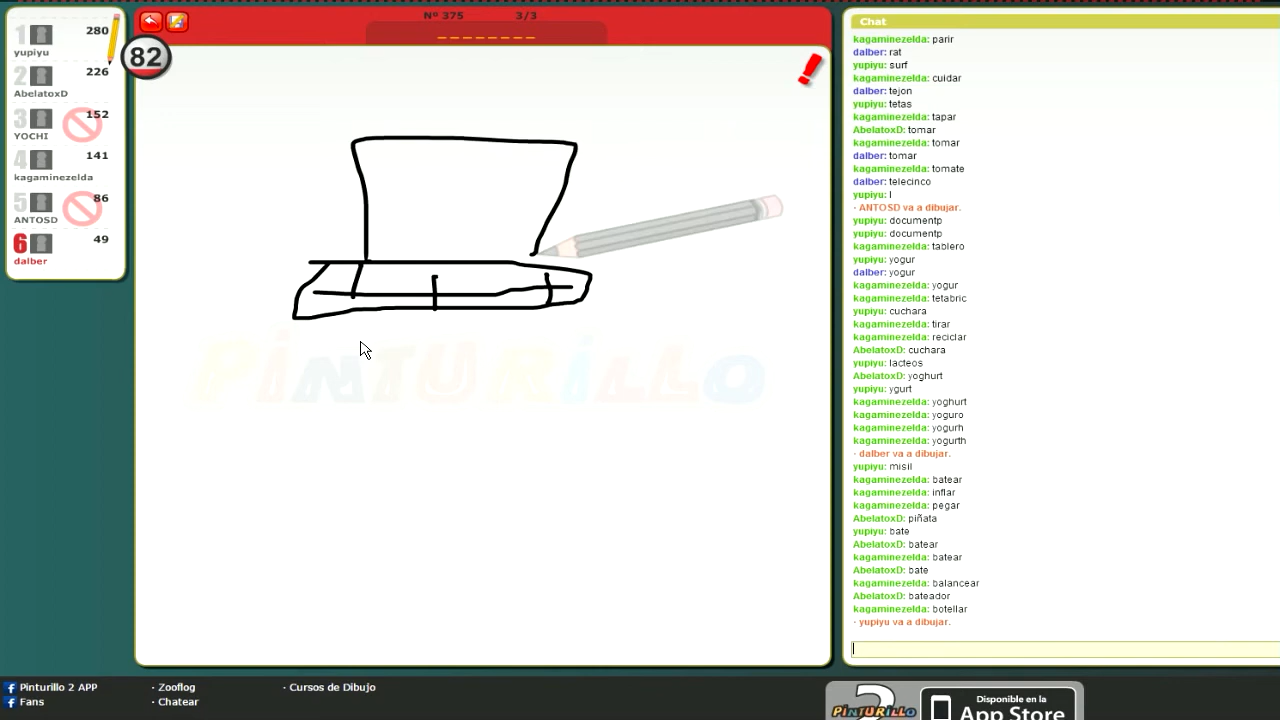 Nº 375 3/3
_ _ _ _ _ _ _ _
82
1 280
yupiyu
2 226
AbelatoxD
3 152
YOCHI
4 141
kagaminezelda
5 86
ANTOSD
6 49
dalber
iNTURiLLO
Chat
kagaminezelda: parir
dalber: rat
yupiyu: surf
kagaminezelda: cuidar
dalber: tejon
yupiyu: tetas
kagaminezelda: tapar
AbelatoxD: tomar
kagaminezelda: tomar
dalber: tomar
kagaminezelda: tomate
dalber: telecinco
yupiyu: l
· ANTOSD va a dibujar.
yupiyu: documentp
yupiyu: documentp
kagaminezelda: tablero
yupiyu: yogur
dalber: yogur
kagaminezelda: yogur
kagaminezelda: tetabric
yupiyu: cuchara
kagaminezelda: tirar
kagaminezelda: reciclar
AbelatoxD: cuchara
yupiyu: lacteos
AbelatoxD: yoghurt
yupiyu: ygurt
kagaminezelda: yoghurt
kagaminezelda: yoguro
kagaminezelda: yogurh
kagaminezelda: yogurth
· dalber va a dibujar.
yupiyu: misil
kagaminezelda: batear
kagaminezelda: inflar
kagaminezelda: pegar
AbelatoxD: piñata
yupiyu: bate
AbelatoxD: batear
kagaminezelda: batear
AbelatoxD: bate
kagaminezelda: balancear
AbelatoxD: bateador
kagaminezelda: botellar
· yupiyu va a dibujar.
Pinturillo 2 APP · Zooflog · Cursos de Dibujo
Fans · Chatear
2
PiNTURiLLO
Disponible en la
App Store